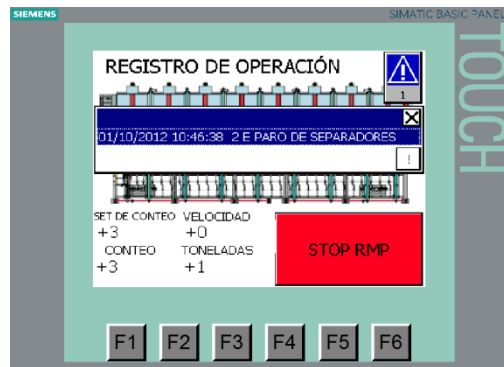 SIEMENS
SIMATIC BASIC PANEL
TOUCH
REGISTRO DE OPERACIÓN
1
X
01/10/2012 10:46:38 2 E PARO DE SEPARADORES
!
SET DE CONTEO VELOCIDAD
+3 +0
CONTEO TONELADAS
+3 +1
STOP RMP
F1 F2 F3 F4 F5 F6